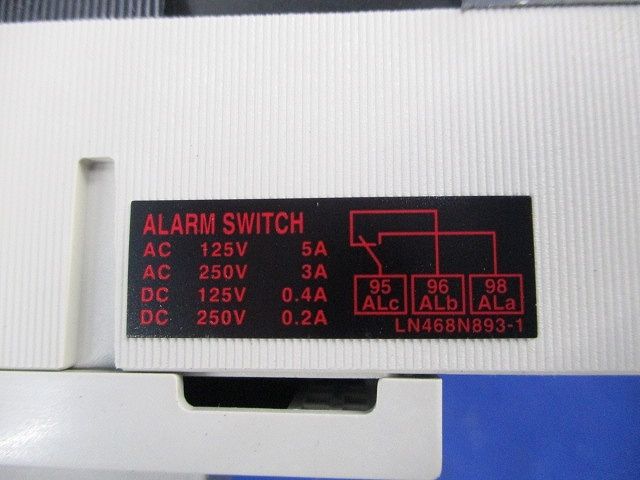 ALARM SWITCH
AC 125V 5A
AC 250V 3A
DC 125V 0.4A
DC 250V 0.2A
95 96 98
ALc ALb ALa
LN468N893-1